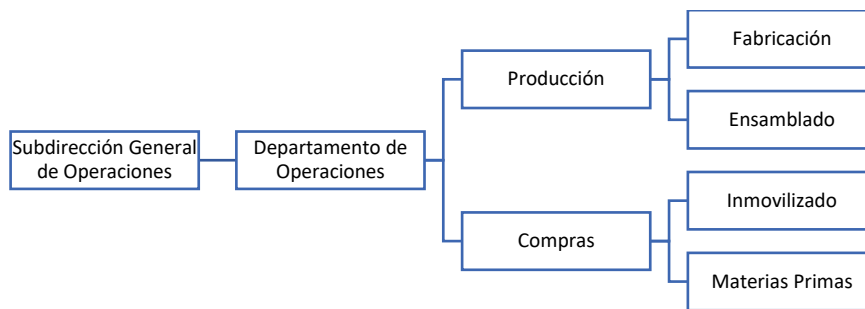 Fabricación
Producción
Ensamblado
Subdirección General
de Operaciones
Departamento de
Operaciones
Inmovilizado
Compras
Materias Primas